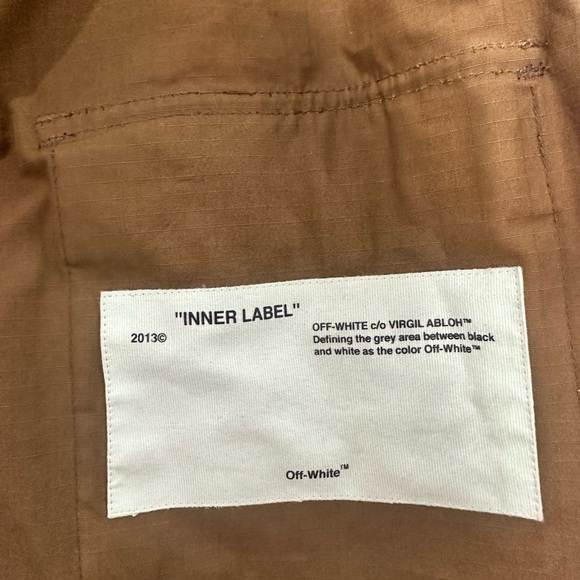 "INNER LABEL"
2013©
OFF-WHITE c/o VIRGIL ABLOH™
Defining the grey area between black
and white as the color Off-White™
Off-White™